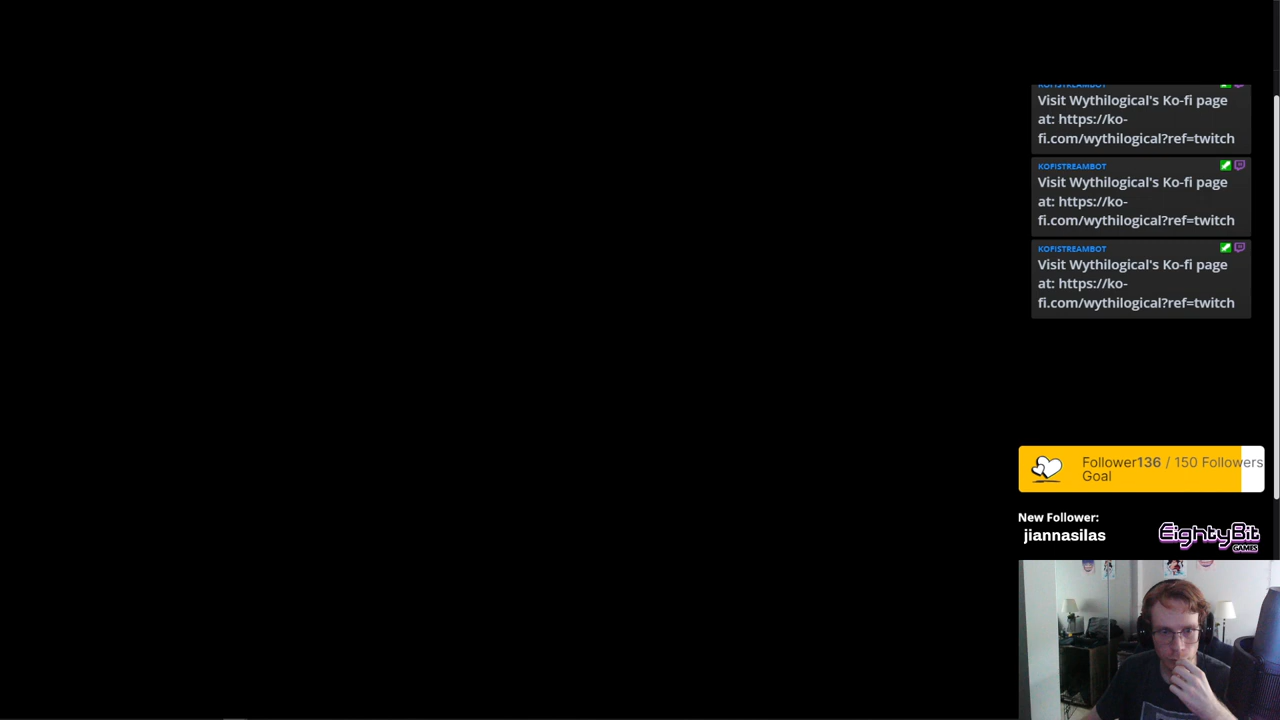 KOFISTREAMBOT
Visit Wythilogical's Ko-fi page
at: https://ko-
fi.com/wythilogical?ref=twitch
KOFISTREAMBOT
Visit Wythilogical's Ko-fi page
at: https://ko-
fi.com/wythilogical?ref=twitch
KOFISTREAMBOT
Visit Wythilogical's Ko-fi page
at: https://ko-
fi.com/wythilogical?ref=twitch
Follower136 / 150 Followers
Goal
New Follower:
jiannasilas
EightyBit
GAMES